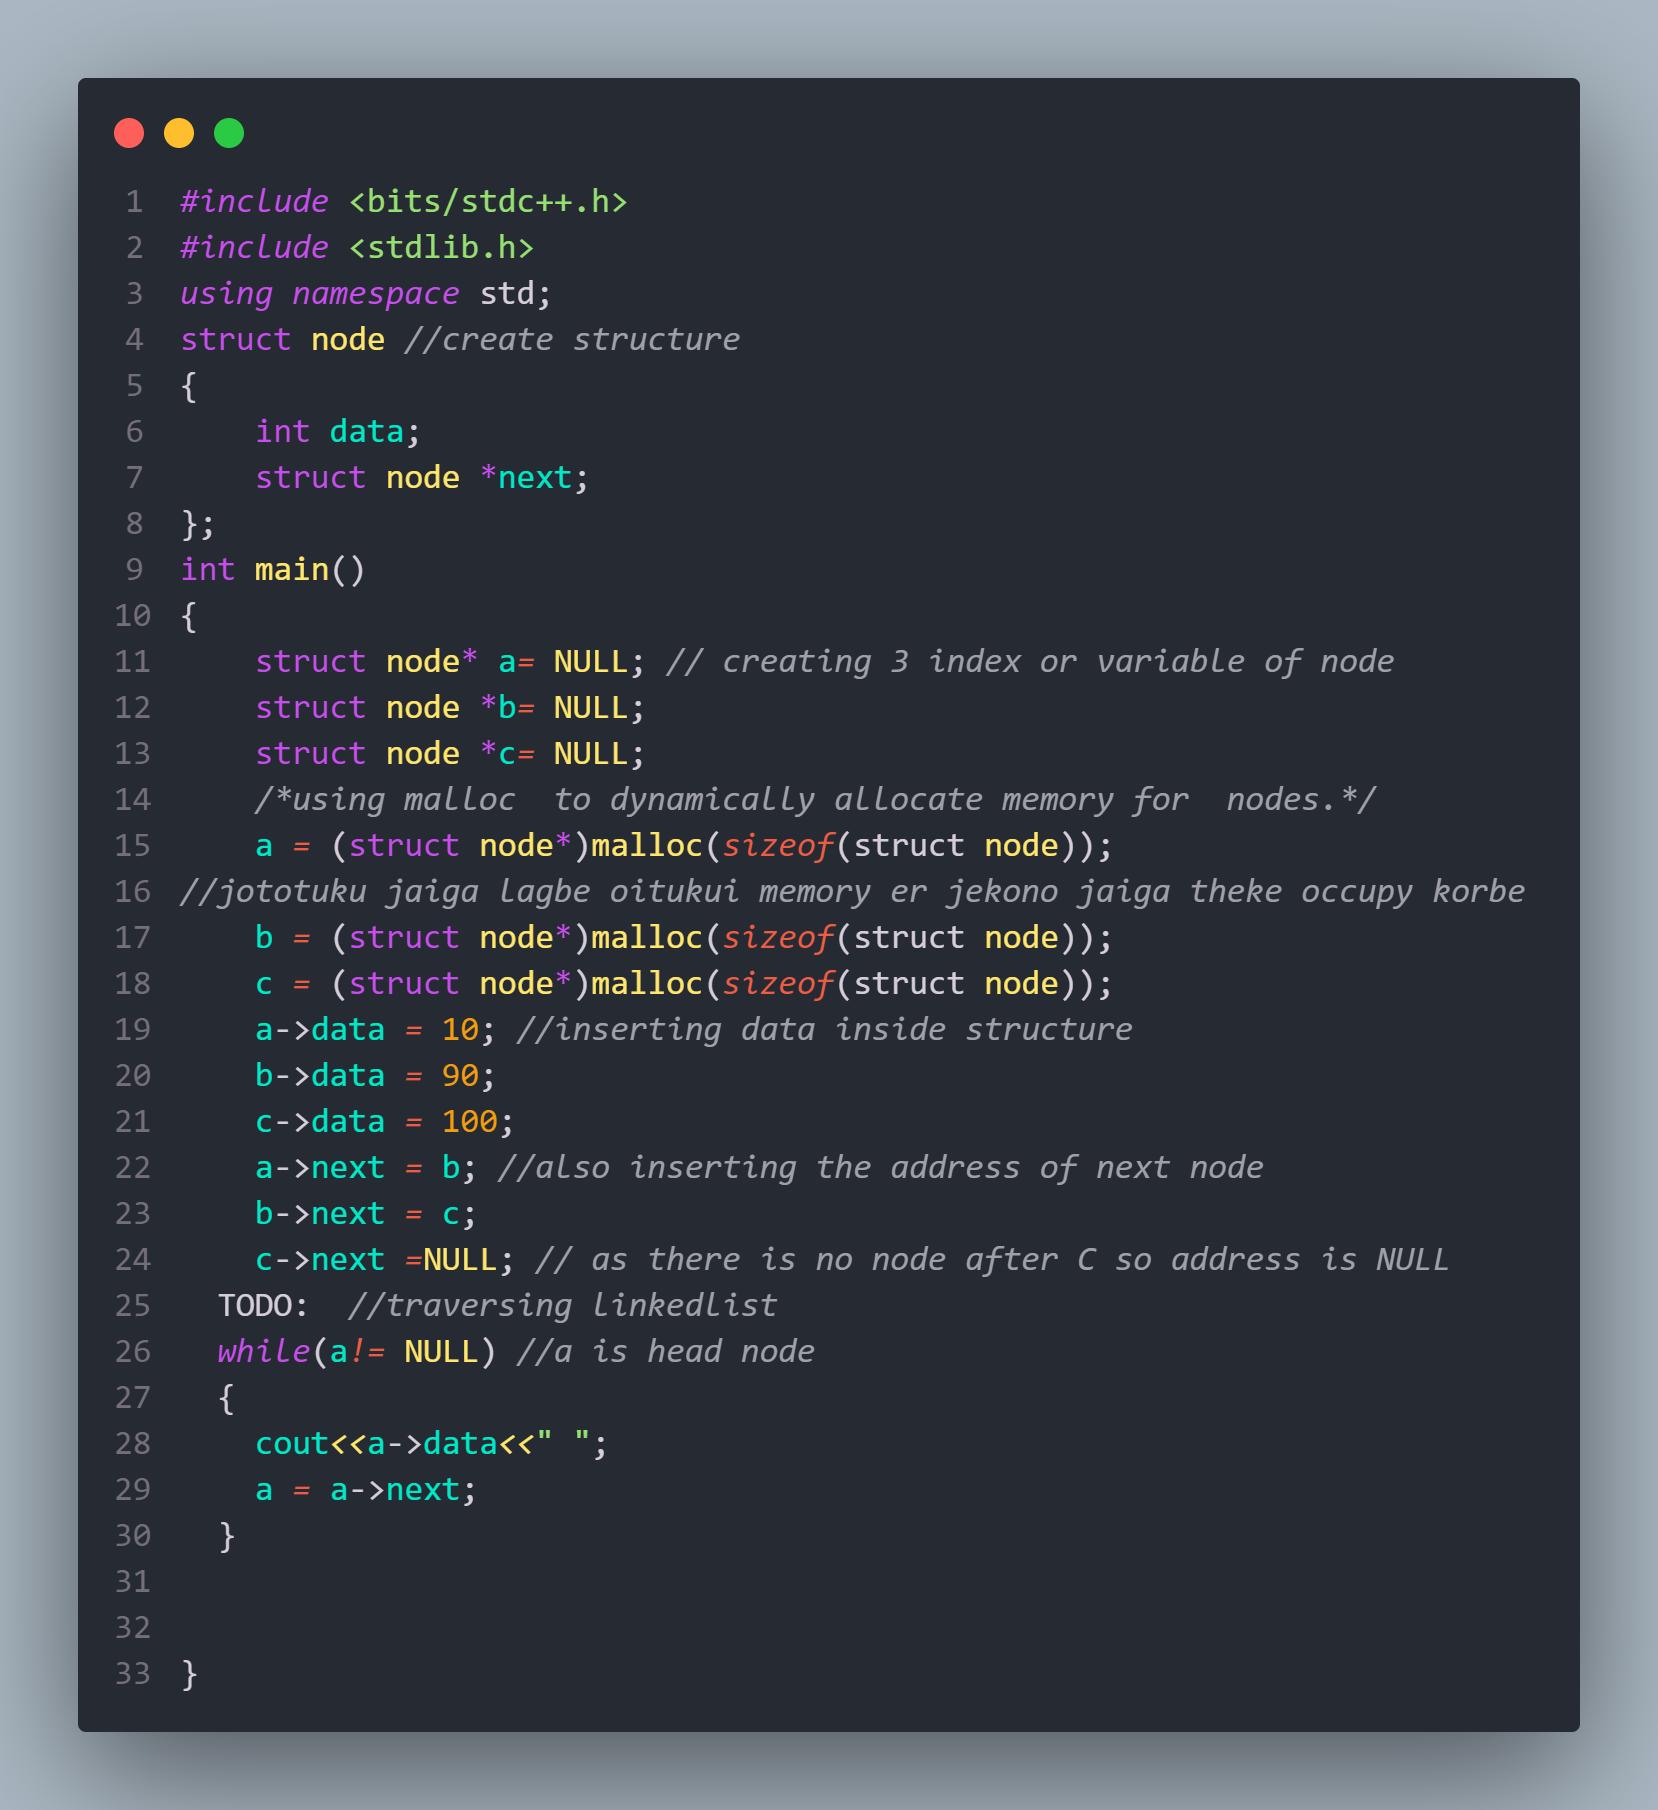 1 #include <bits/stdc++.h>
2 #include <stdlib.h>
3 using namespace std;
4 struct node //create structure
5 {
6     int data;
7     struct node *next;
8 };
9 int main()
10 {
11     struct node* a= NULL; // creating 3 index or variable of node
12     struct node *b= NULL;
13     struct node *c= NULL;
14     /*using malloc  to dynamically allocate memory for  nodes.*/
15     a = (struct node*)malloc(sizeof(struct node));
16 //jototuku jaiga lagbe oitukui memory er jekono jaiga theke occupy korbe
17     b = (struct node*)malloc(sizeof(struct node));
18     c = (struct node*)malloc(sizeof(struct node));
19     a->data = 10; //inserting data inside structure
20     b->data = 90;
21     c->data = 100;
22     a->next = b; //also inserting the address of next node
23     b->next = c;
24     c->next =NULL; // as there is no node after C so address is NULL
25   TODO:  //traversing linkedlist
26   while(a!= NULL) //a is head node
27   {
28     cout<<a->data<<" ";
29     a = a->next;
30   }
31
32
33 }